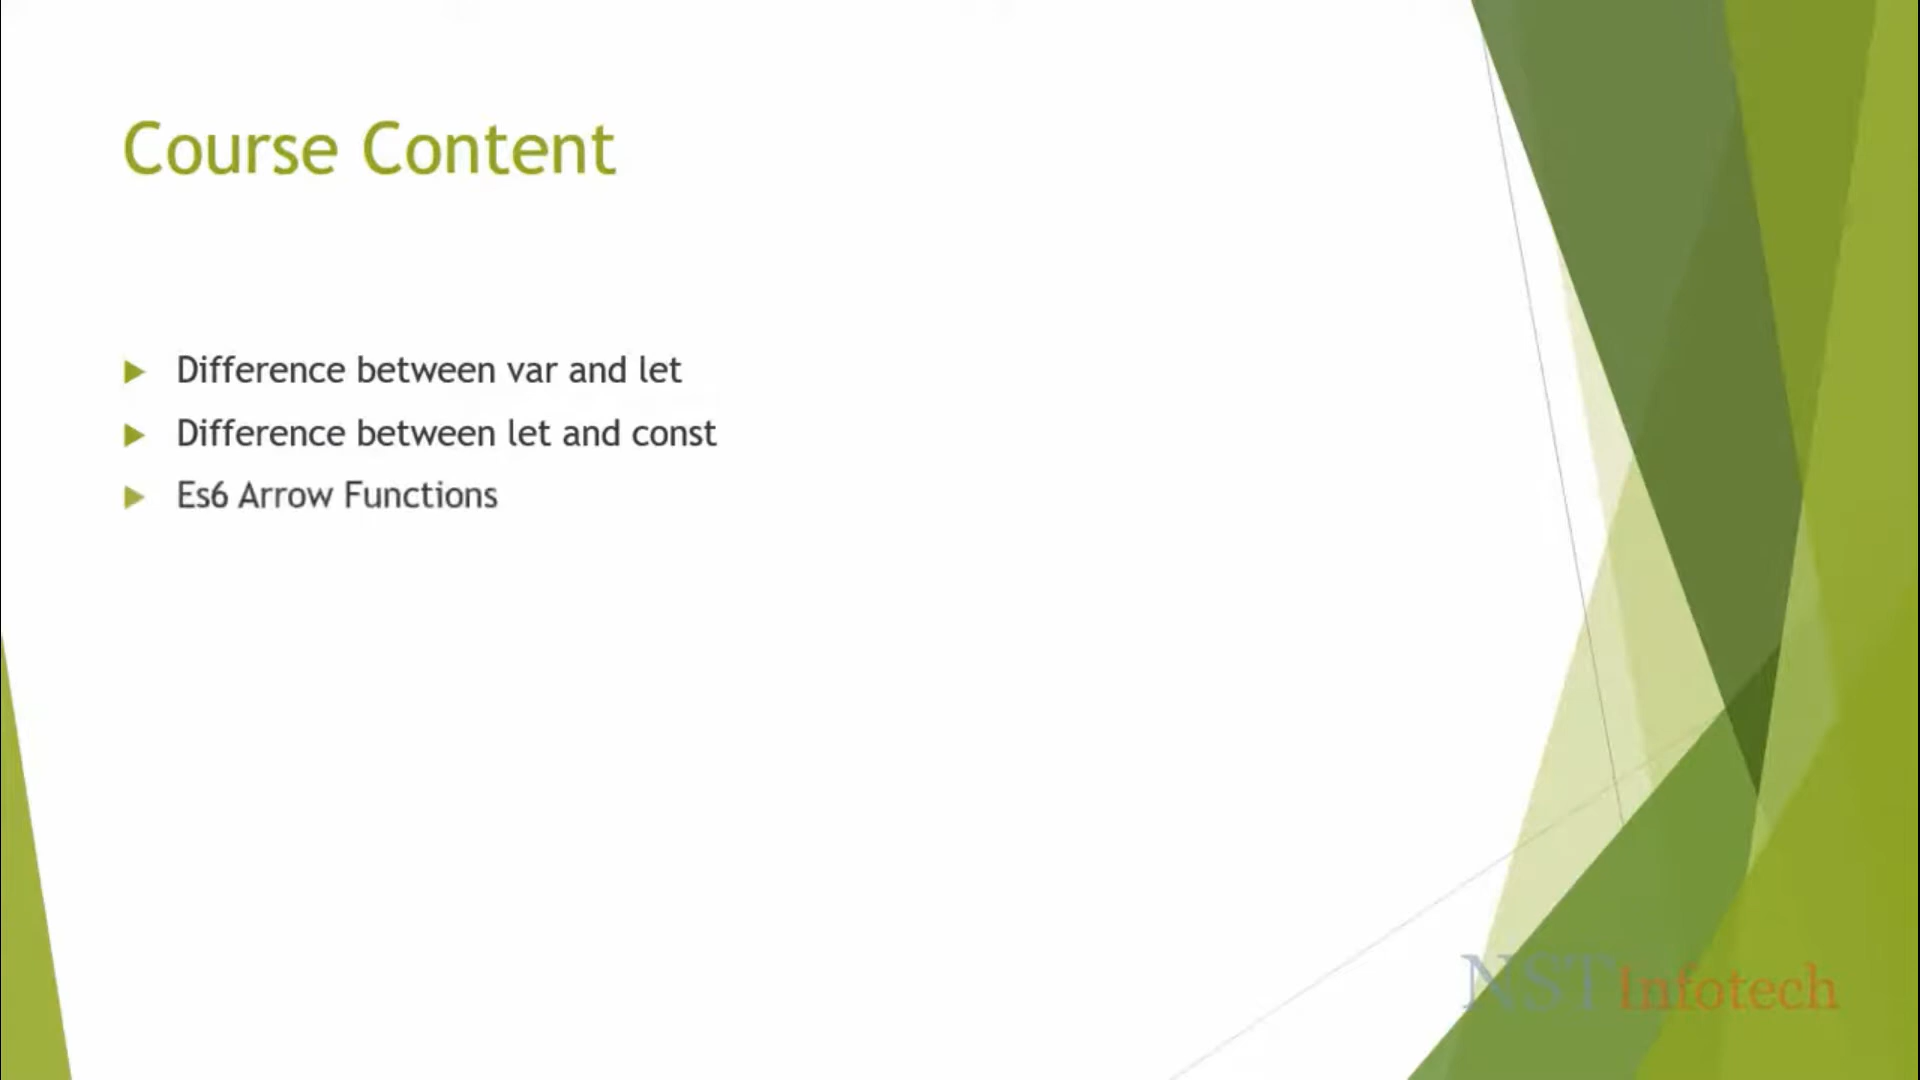 Course Content
Difference between var and let
Difference between let and const
Es6 Arrow Functions
NST Infotech